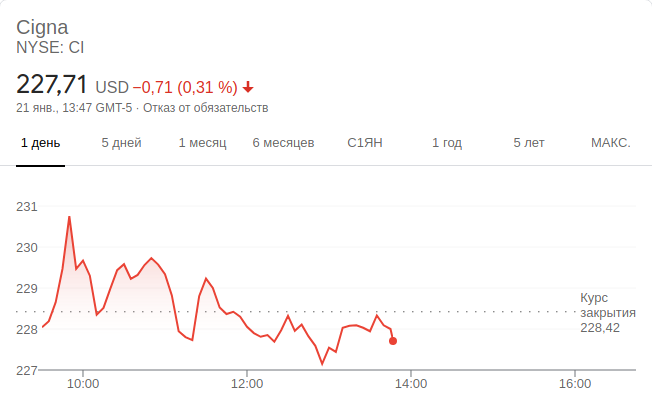 Cigna
NYSE: CI
227,71 USD −0,71 (0,31 %)
21 янв., 13:47 GMT-5 · Отказ от обязательств
1 день 5 дней 1 месяц 6 месяцев С1ЯН 1 год 5 лет МАКС.
231
230
229
228
227
Курс
закрытия
228,42
10:00 12:00 14:00 16:00